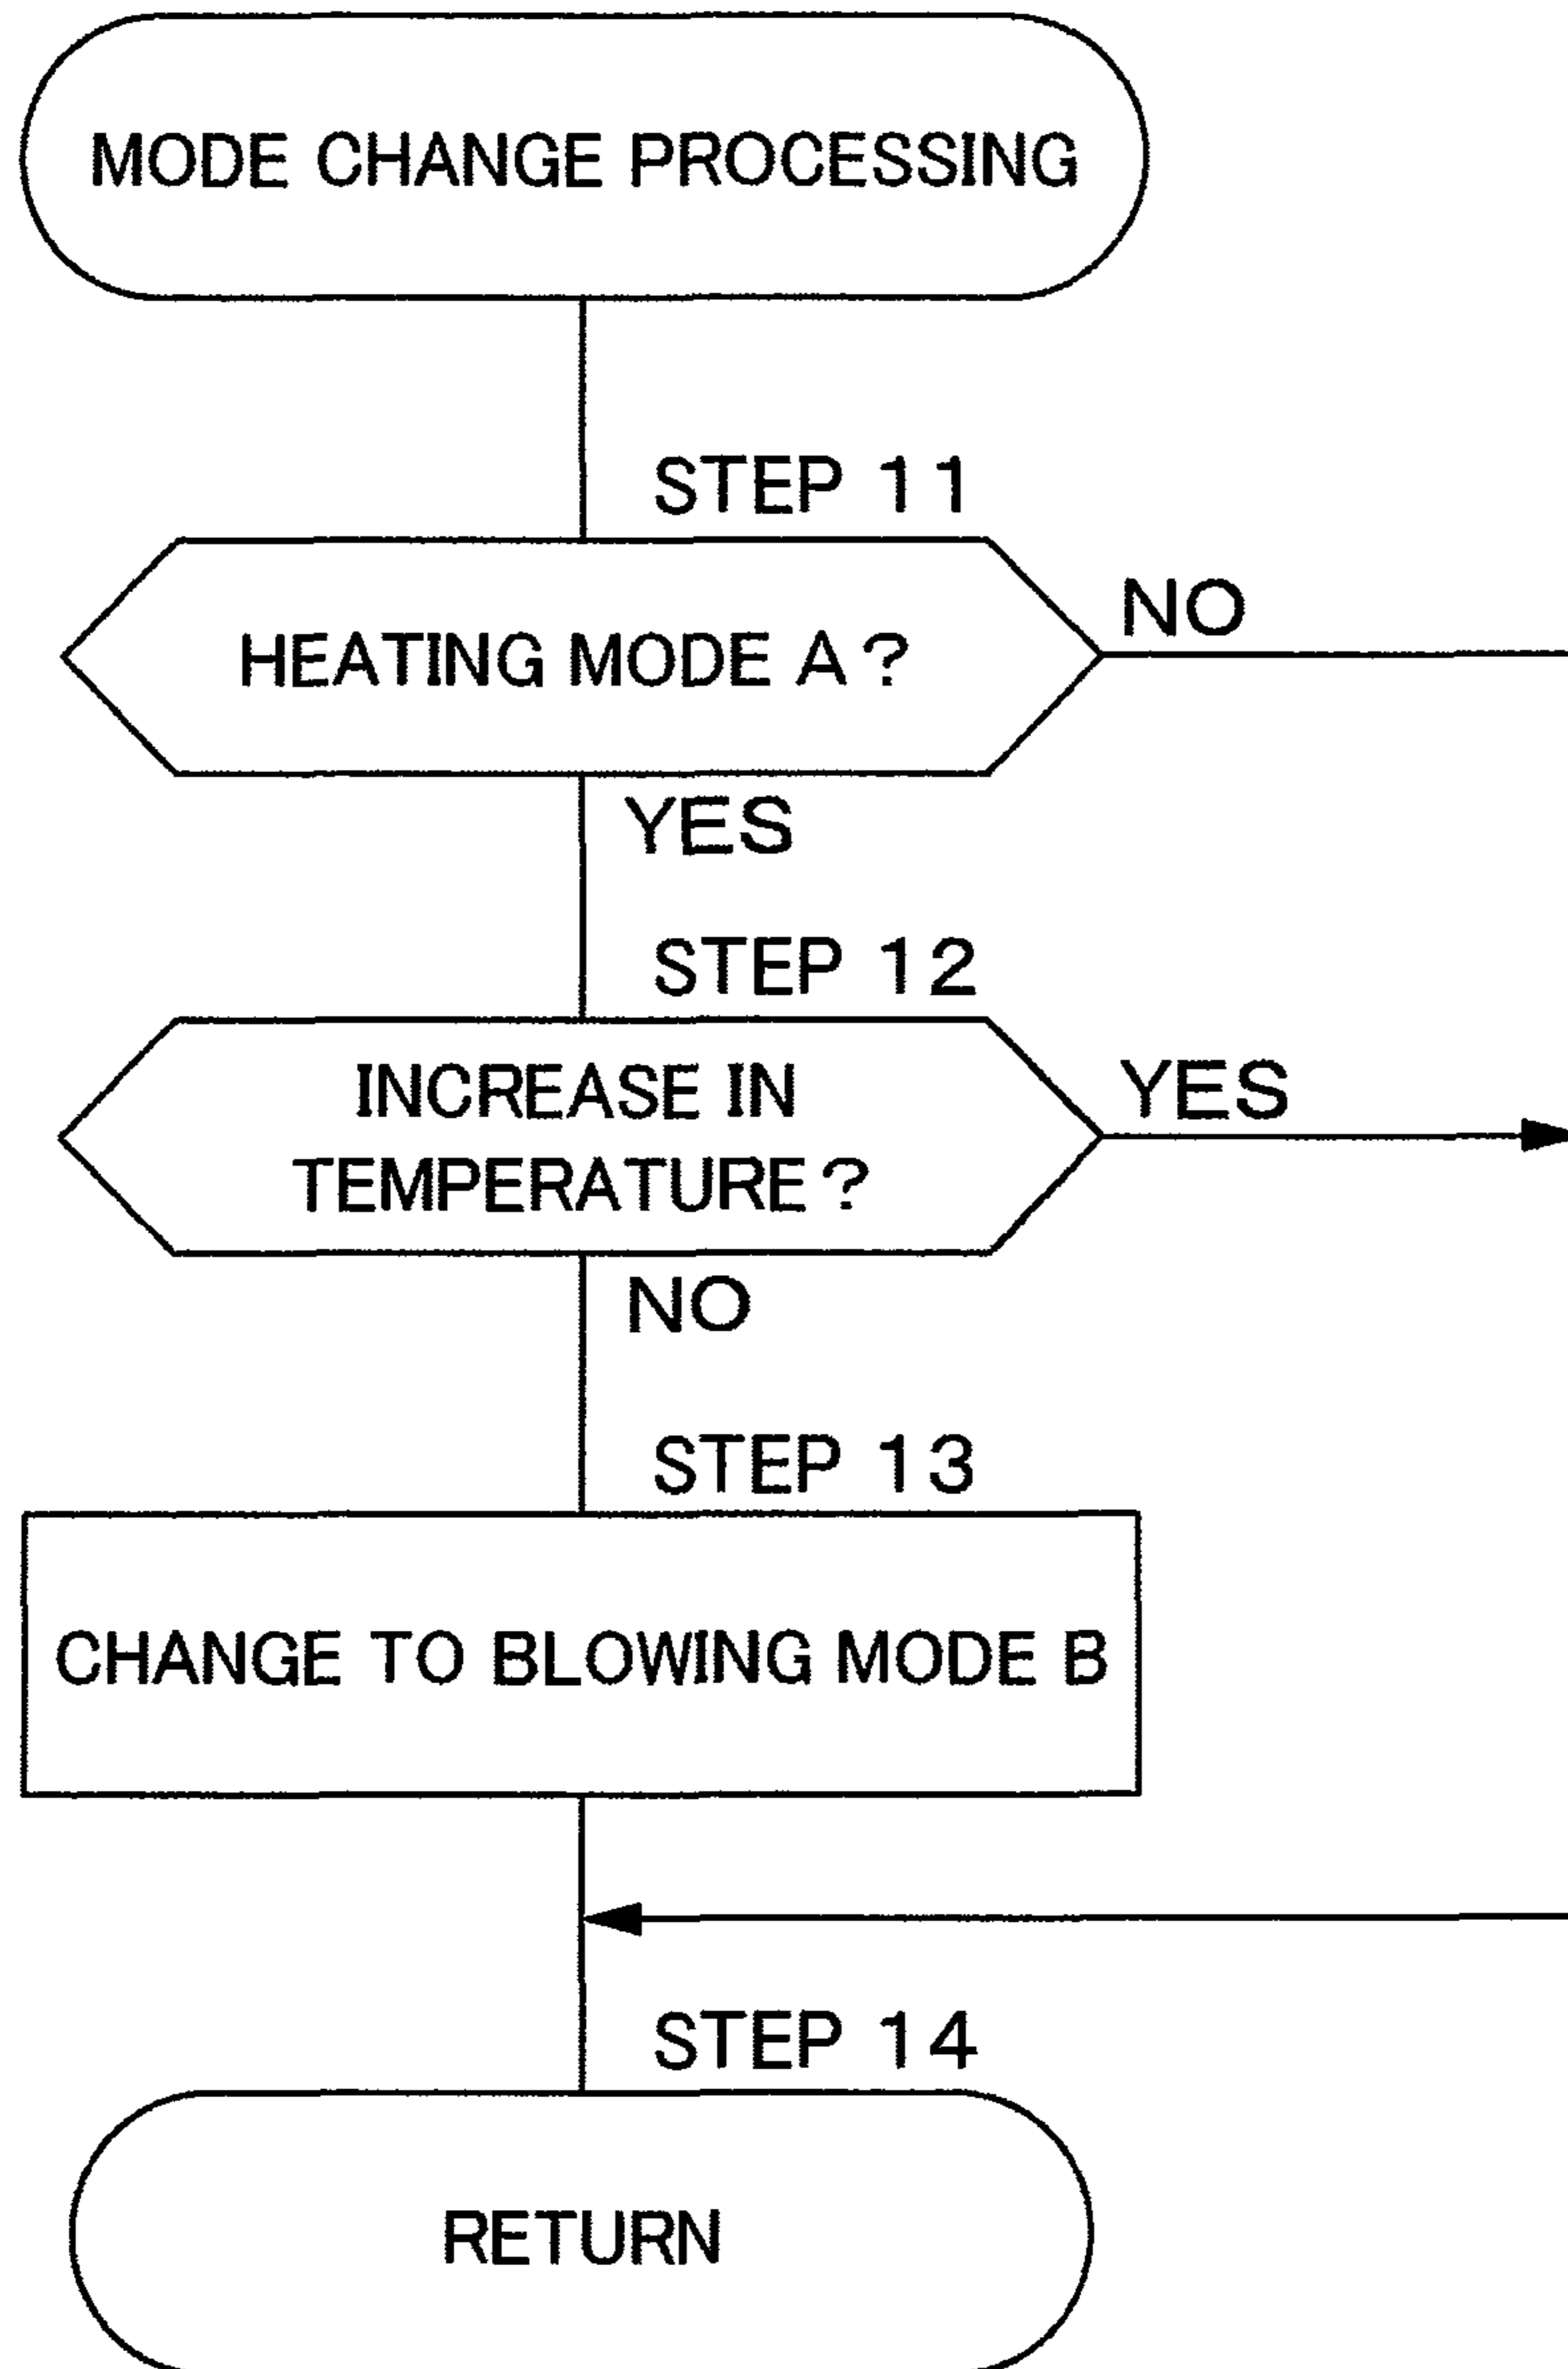 MODE CHANGE PROCESSING
STEP 11
HEATING MODE A?
NO
YES
STEP 12
INCREASE IN
TEMPERATURE?
YES
NO
STEP 13
CHANGE TO BLOWING MODE B
STEP 14
RETURN